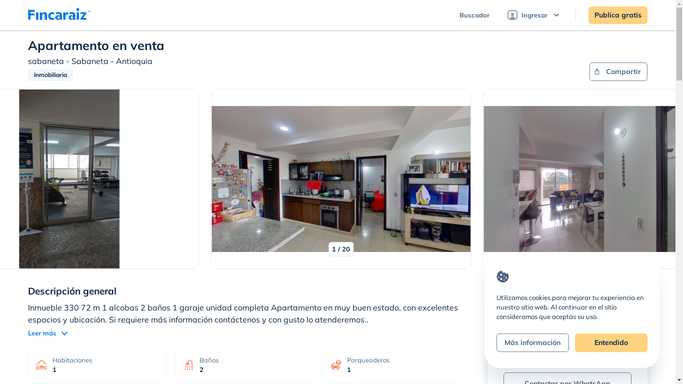 Fincaraiz
Buscador
Ingresar
Publica gratis
Apartamento en venta
sabaneta - Sabaneta - Antioquia
Inmobiliaria
Compartir
1 / 20
Descripción general
Inmueble 330 72 m 1 alcobas 2 baños 1 garaje unidad completa Apartamento en muy buen estado, con excelentes
espacios y ubicación. Si requiere más información contáctenos y con gusto lo atenderemos..
Leer más
Habitaciones
1
Baños
2
Parqueaderos
1
Utilizamos cookies para mejorar tu experiencia en
nuestro sitio web. Al continuar en el sitio
consideramos que aceptas su uso.
Más información
Entendido
Contactar por WhatsApp